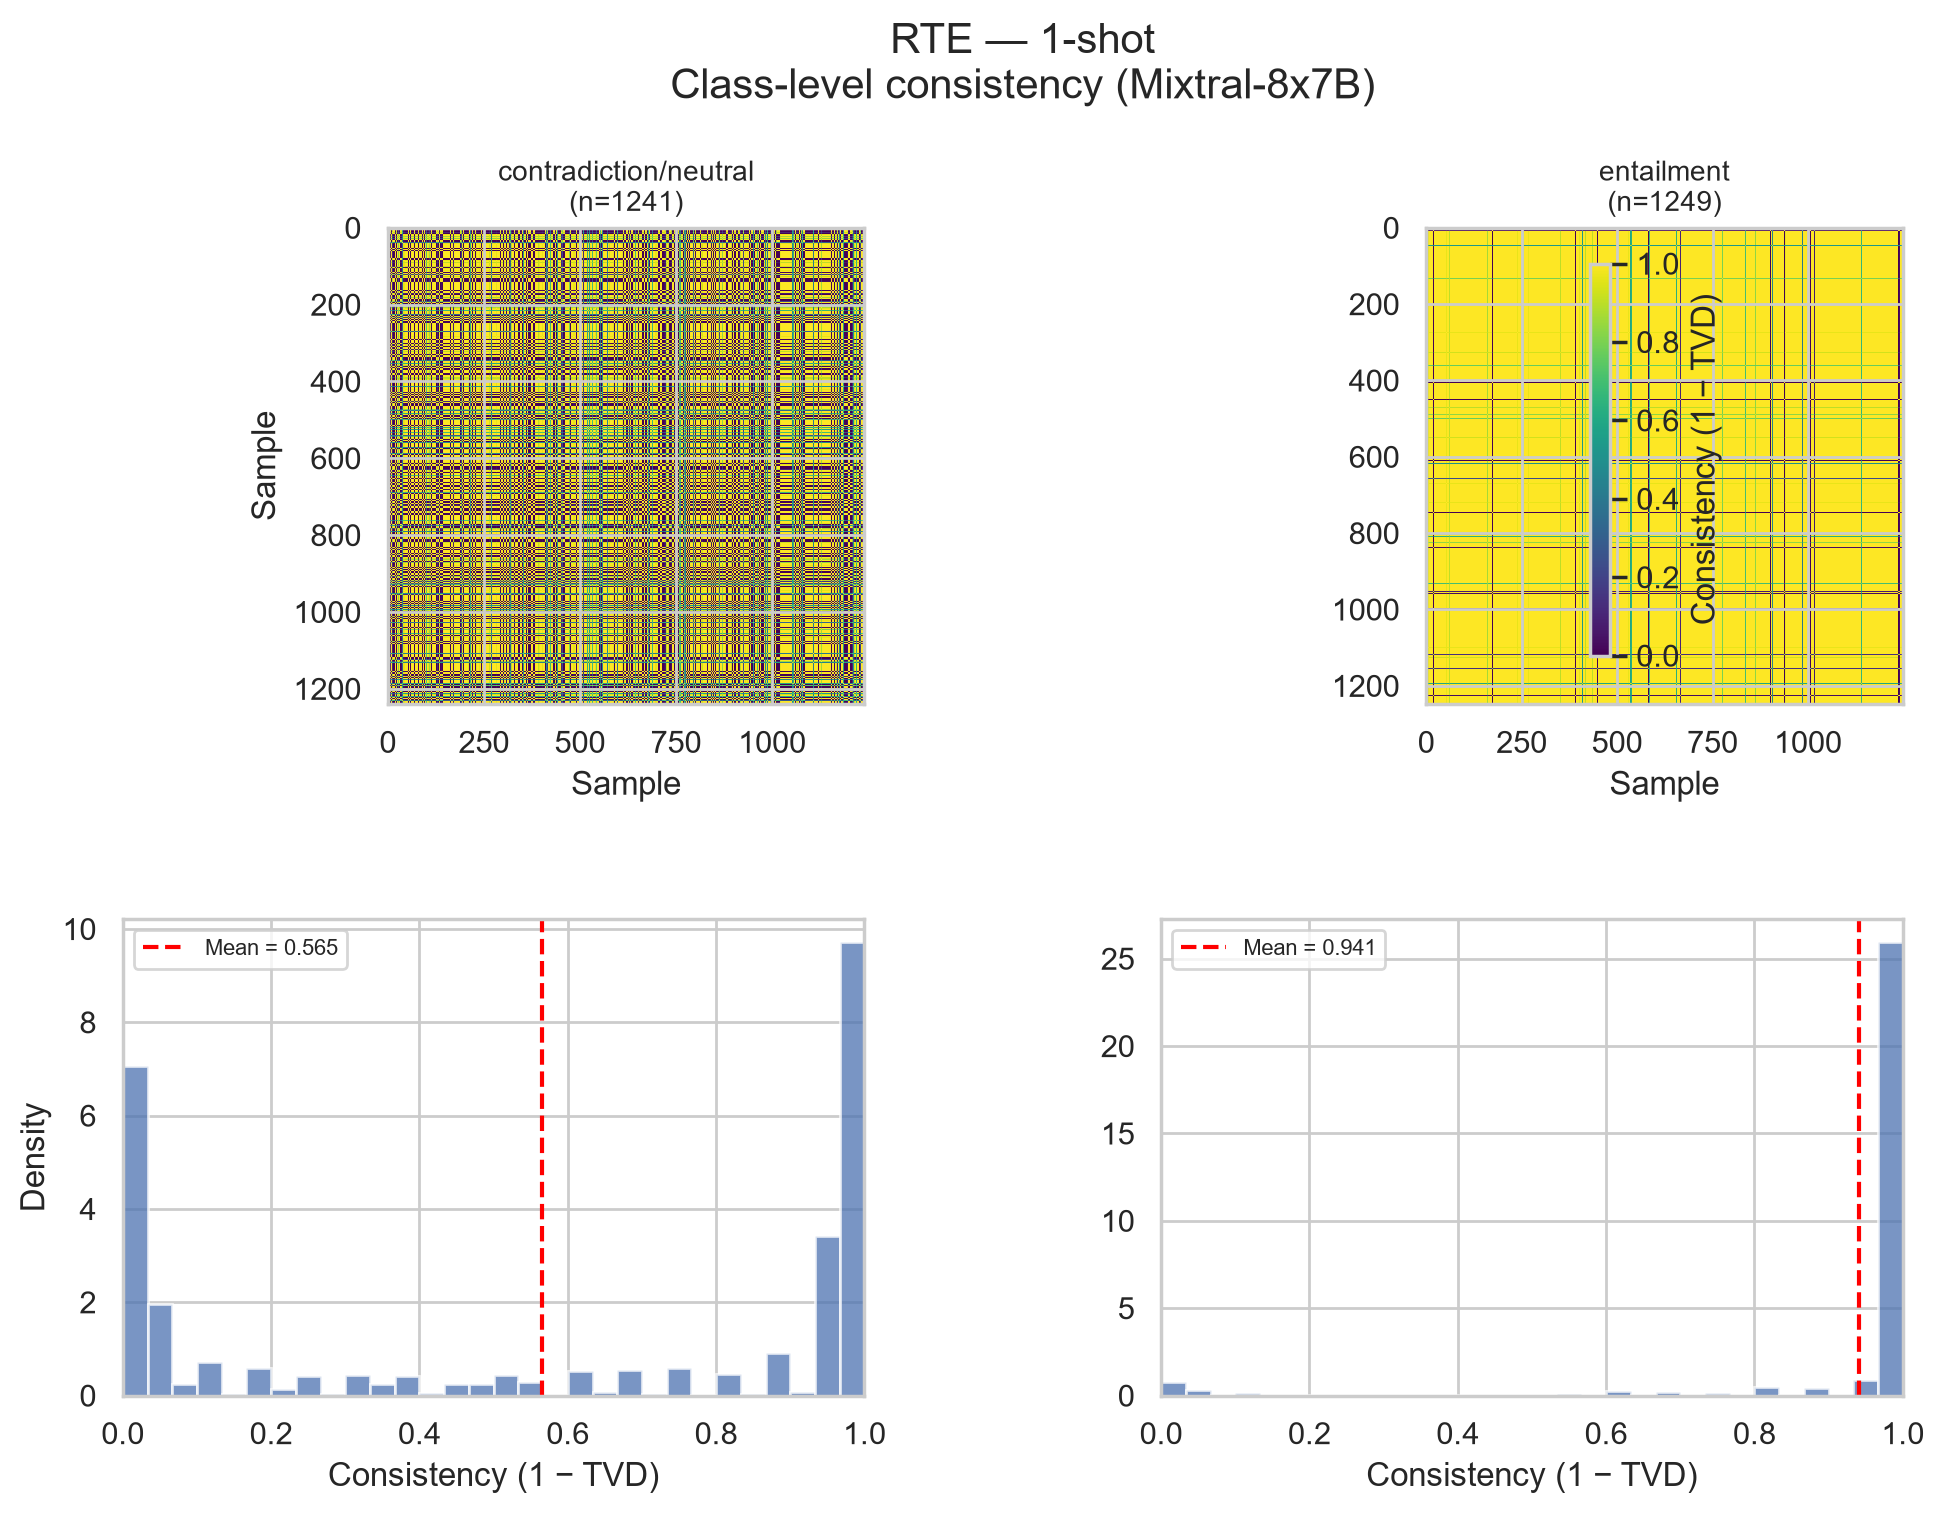 RTE — 1-shot
Class-level consistency (Mixtral-8x7B)
contradiction/neutral
(n=1241)
0
200
400
600
800
1000
1200
Sample
0 250 500 750 1000
Sample
entailment
(n=1249)
0
200
400
600
800
1000
1200
1.0
0.8
0.6
0.4
0.2
0.0
Consistency (1 − TVD)
0 250 500 750 1000
Sample
Mean = 0.565
10
8
6
4
2
0
Density
0.0 0.2 0.4 0.6 0.8 1.0
Consistency (1 − TVD)
Mean = 0.941
25
20
15
10
5
0
0.0 0.2 0.4 0.6 0.8 1.0
Consistency (1 − TVD)